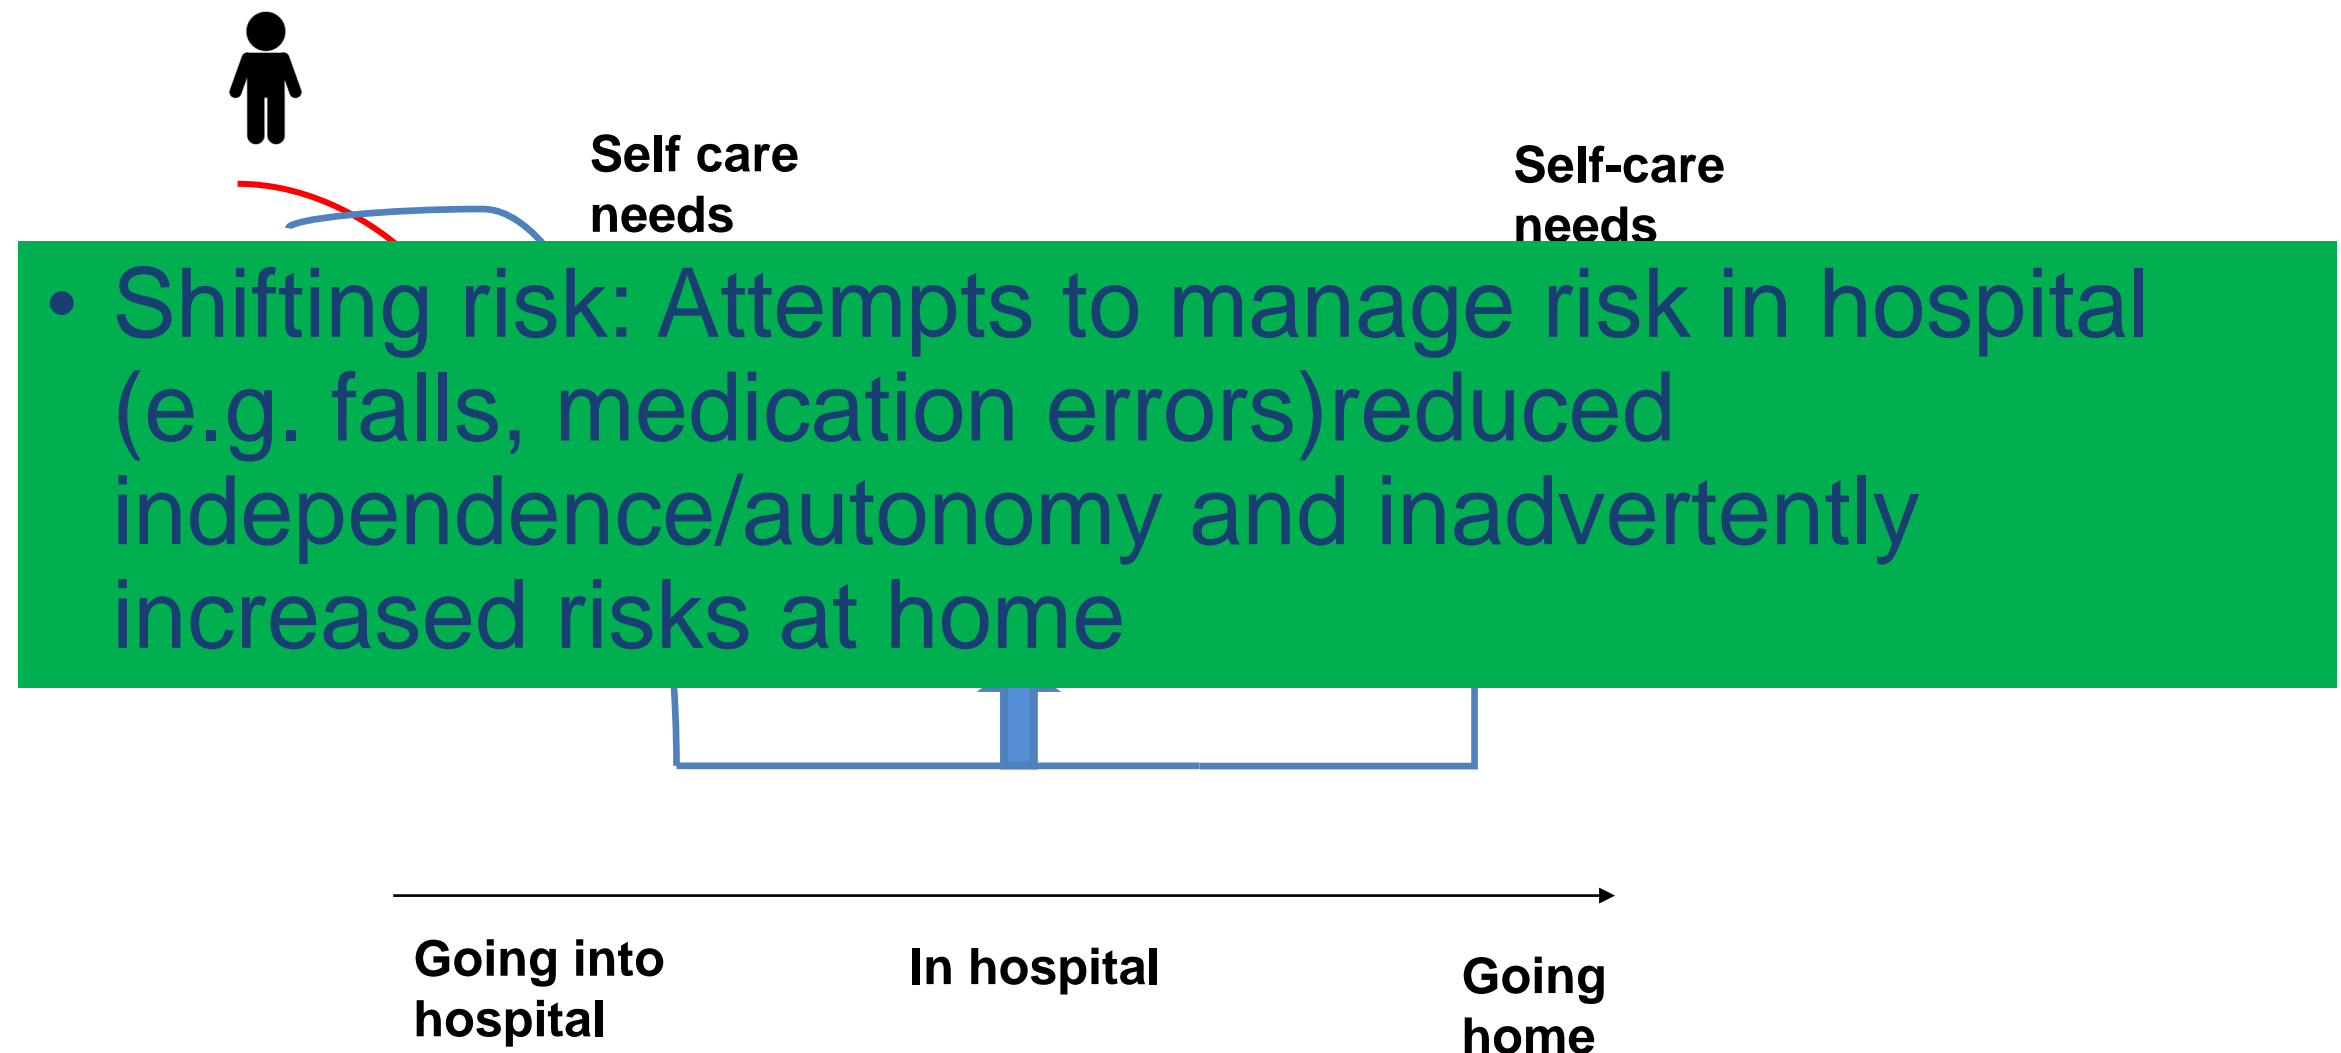 Self care
needs
Self-care
needs
• Shifting risk: Attempts to manage risk in hospital
(e.g. falls, medication errors)reduced
independence/autonomy and inadvertently
increased risks at home
Going into
hospital
In hospital
Going
home